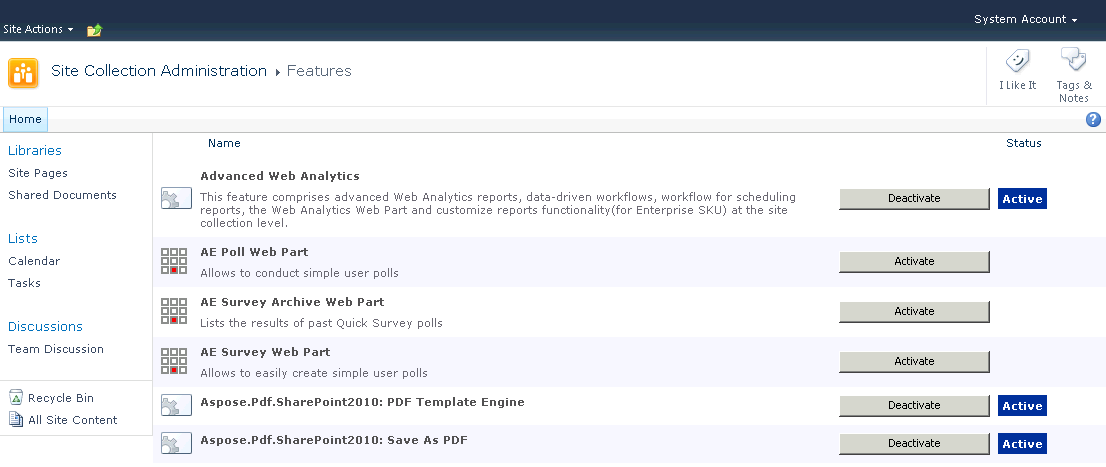 System Account
Site Actions
Site Collection Administration Features
I Like It
Tags &
Notes
Home
Libraries
Site Pages
Shared Documents
Lists
Calendar
Tasks
Discussions
Team Discussion
Recycle Bin
All Site Content
Name
Status
Advanced Web Analytics
This feature comprises advanced Web Analytics reports, data-driven workflows, workflow for scheduling
reports, the Web Analytics Web Part and customize reports functionality(for Enterprise SKU) at the site
collection level.
Deactivate
Active
AE Poll Web Part
Allows to conduct simple user polls
Activate
AE Survey Archive Web Part
Lists the results of past Quick Survey polls
Activate
AE Survey Web Part
Allows to easily create simple user polls
Activate
Aspose.Pdf.SharePoint2010: PDF Template Engine
Deactivate
Active
Aspose.Pdf.SharePoint2010: Save As PDF
Deactivate
Active